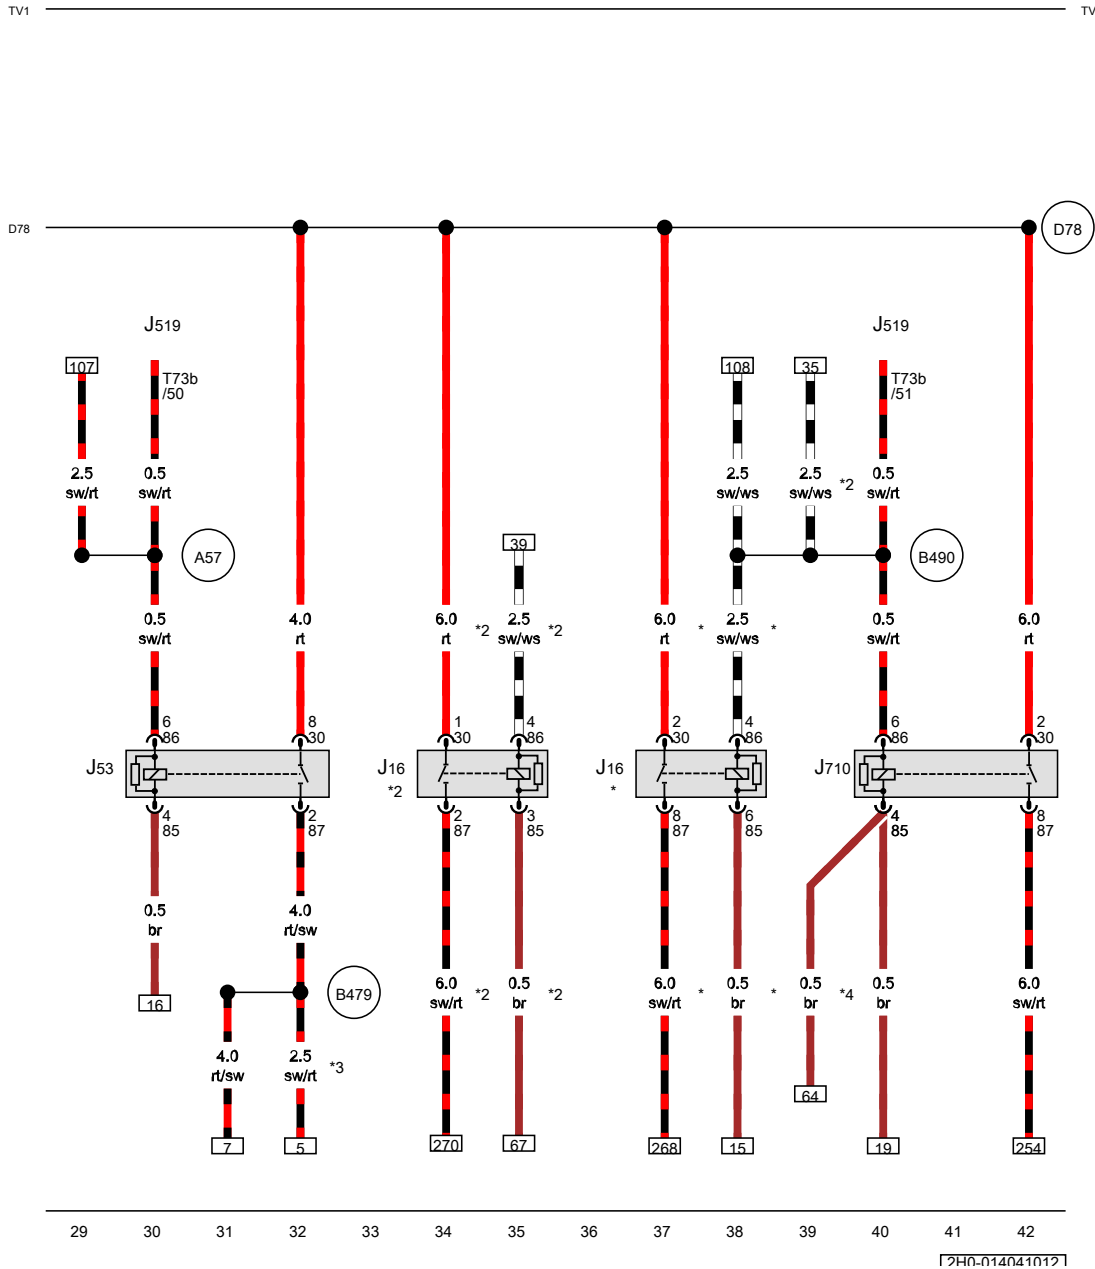 TV1 TV
D78 D78
J519 J519
107 108 35
T73b T73b
/50 /51
2.5 0.5 2.5 2.5 0.5
sw/rt sw/rt sw/ws sw/ws *2 sw/rt
39
A57 B490
0.5 4.0 6.0 2.5 6.0 2.5 0.5 6.0
sw/rt rt rt *2 sw/ws *2 rt * sw/ws * sw/rt rt
6 8 1 4 2 4 6 2
86 30 30 86 30 86 86 30
J53 J16 J16 J710
*2 *
4 2 2 3 8 6 4 8
85 87 87 85 87 85 85 87
0.5 4.0
br rt/sw
6.0 0.5 6.0 0.5 0.5 0.5 6.0
sw/rt *2 br *2 sw/rt * br * br *4 br sw/rt
16 B479
4.0 2.5
rt/sw sw/rt *3
64
7 5 270 67 268 15 19 254
29 30 31 32 33 34 35 36 37 38 39 40 41 42
2H0-014041012